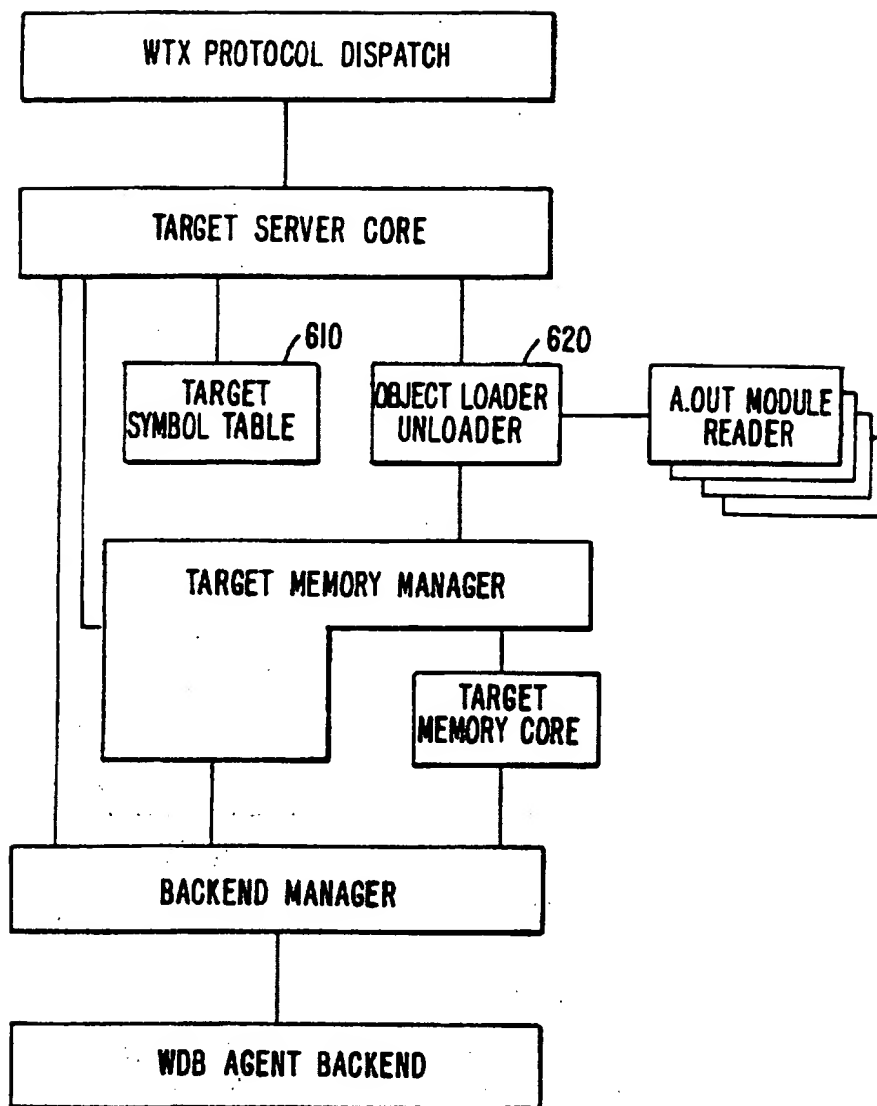 WTX PROTOCOL DISPATCH
TARGET SERVER CORE
610
620
TARGET
SYMBOL TABLE
OBJECT LOADER
UNLOADER
A.OUT MODULE
READER
TARGET MEMORY MANAGER
TARGET
MEMORY CORE
BACKEND MANAGER
WDB AGENT BACKEND